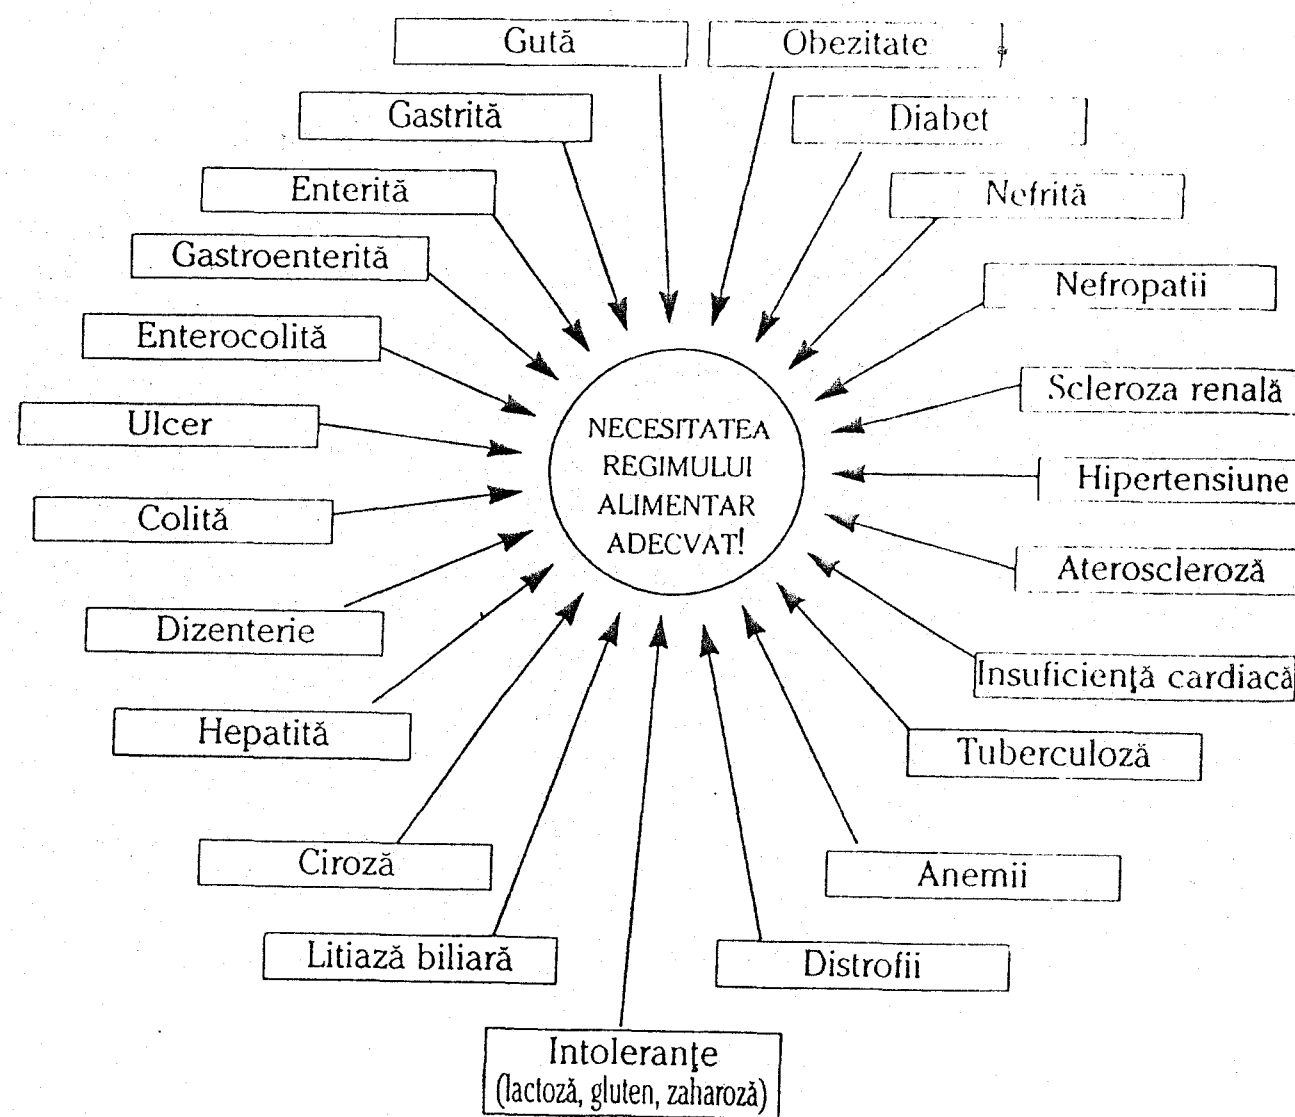 Gută
Obezitate
Gastrită
Diabet
Enterită
Nefrită
Gastroenterită
Nefropatii
Enterocolită
Scleroza renală
Ulcer
NECESITATEA
REGIMULUI
ALIMENTAR
ADECVAT!
Hipertensiune
Colită
Ateroscleroză
Dizenterie
Insuficienţă cardiacă
Hepatită
Tuberculoză
Ciroză
Anemii
Litiază biliară
Distrofii
Intoleranţe
(lactoză, gluten, zaharoză)